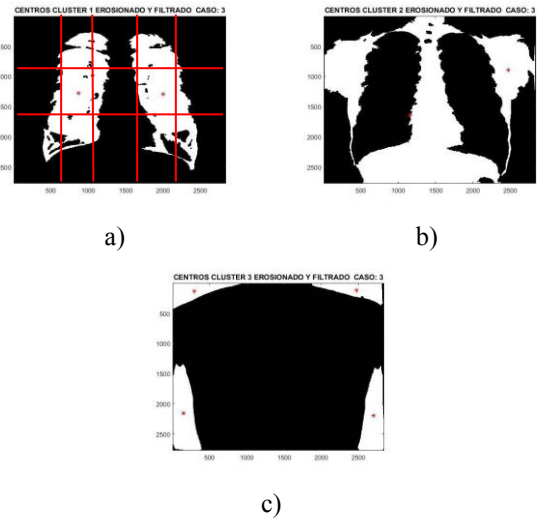 CENTROS CLUSTER 1 EROSIONADO Y FILTRADO CASO: 3
500
1000
1500
2000
2500
500 1000 1500 2000 2500
a)
CENTROS CLUSTER 2 EROSIONADO Y FILTRADO CASO: 3
500
1000
1500
2000
2500
500 1000 1500 2000 2500
b)
CENTROS CLUSTER 3 EROSIONADO Y FILTRADO CASO: 3
500
1000
1500
2000
2500
500 1000 1500 2000 2500
c)